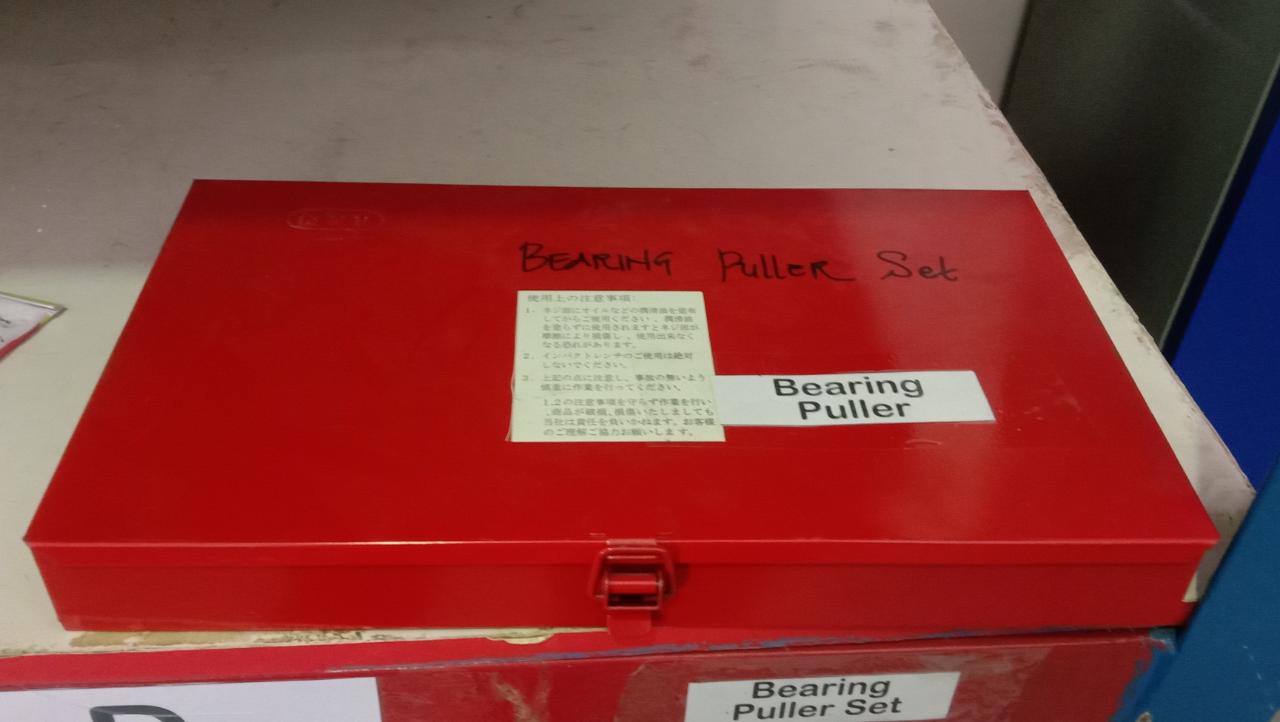 BEARING PULLER Set
使用上の注意事項:
1. ネジ部にオイルなどの潤滑油を塗布
してからご使用ください。潤滑油
を塗らずに使用されますとネジ部が
摩擦により損傷し、使用出来なく
なる恐れがあります。
2. インパクトレンチのご使用は絶対
しないでください。
3. 上記の点に注意し、事故の無いよう
慎重に作業を行ってください。
1.2の注意事項を守らず作業を行い
、商品が破損、損傷いたしましても
当社は責任を負いかねます。お客様
のご理解ご協力お願いします。
Bearing
Puller
Bearing
Puller Set